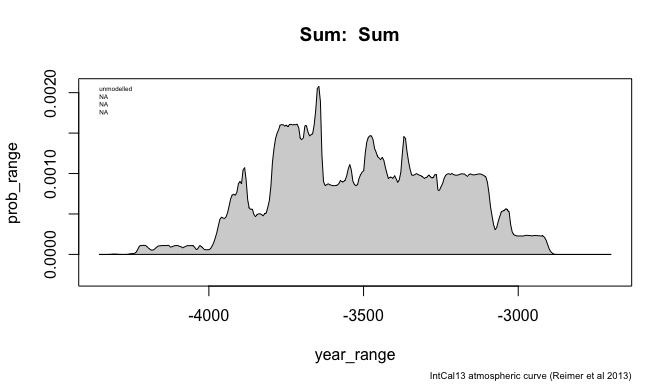 Sum:  Sum
unmodelled
NA
NA
NA
prob_range
0.0020
0.0010
0.0000
-4000
-3500
-3000
year_range
IntCal13 atmospheric curve (Reimer et al 2013)